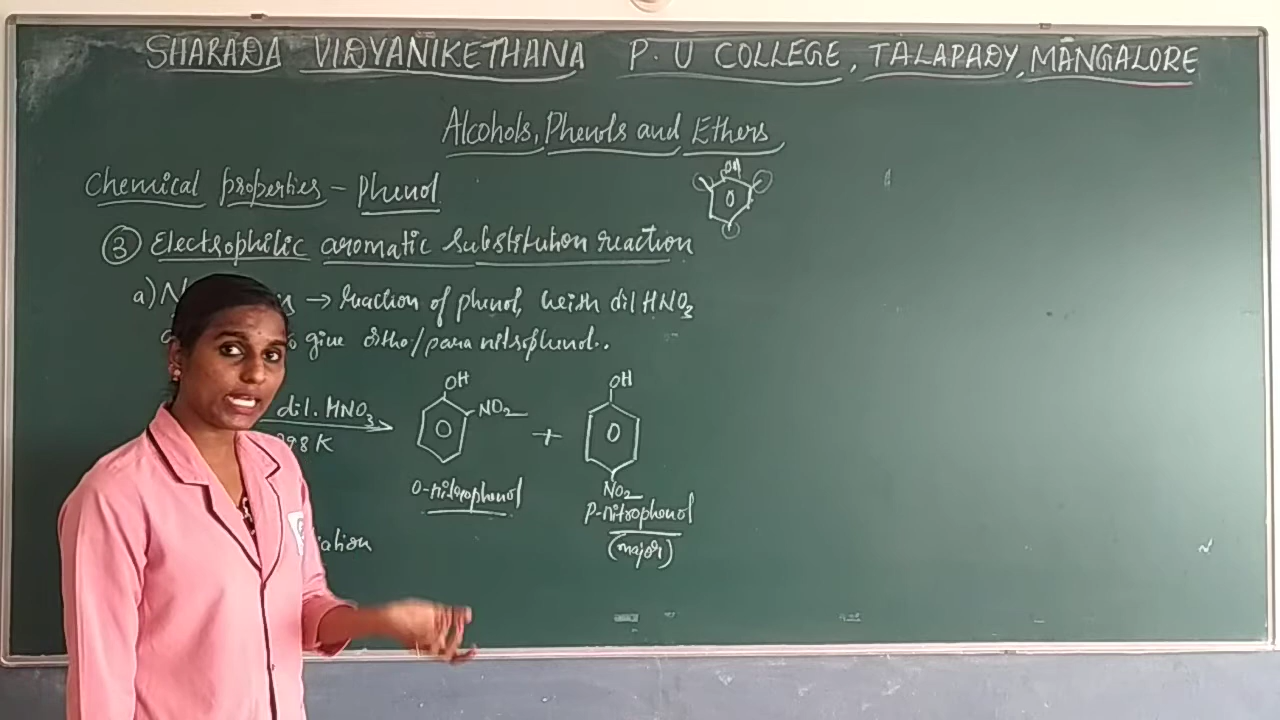 SHARADA VIDYANIKETHANA P.U COLLEGE, TALAPADY, MANGALORE
Alcohols, Phenols and Ethers
OH
Chemical properties - Phenol
③ Electrophilic aromatic substitution reaction
a) → Reaction of phenol, with dil HNO3
give ortho/para nitrophenol..
OH OH
dil. HNO3 NO2 +
298 K
NO2
O-nitrophenol P-nitrophenol
(major)